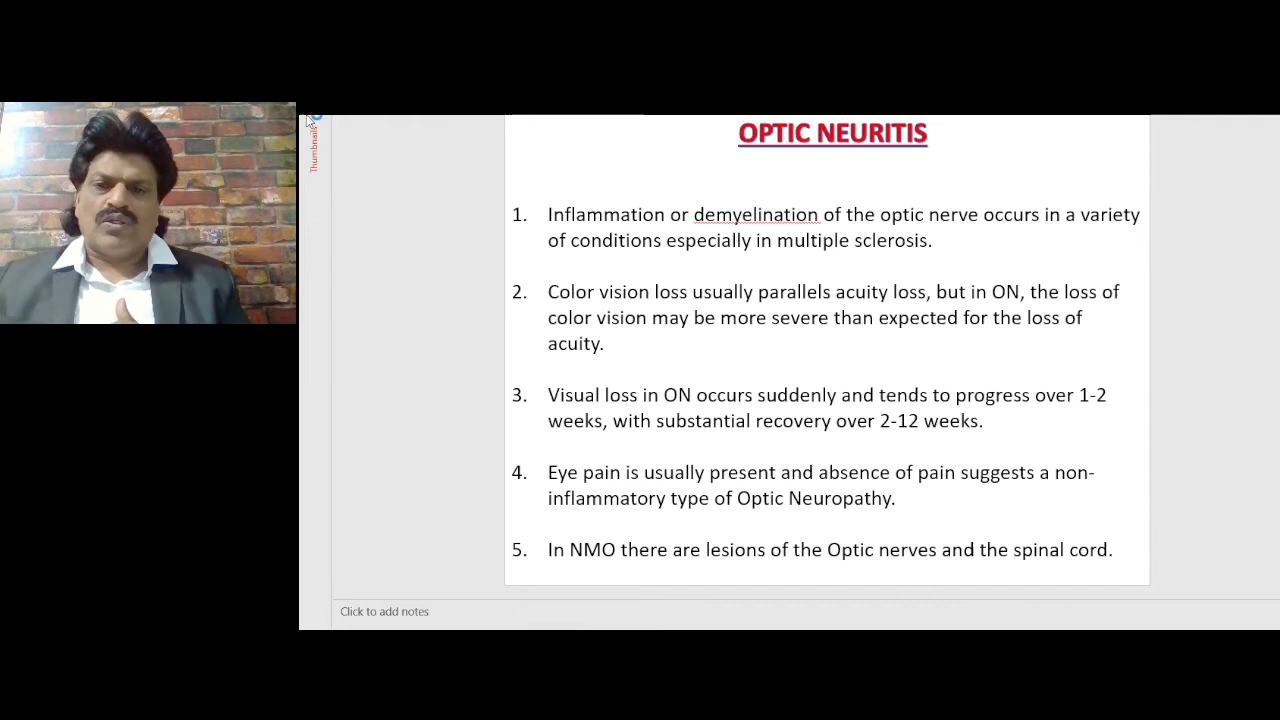 Thumbnails
OPTIC NEURITIS
1. Inflammation or demyelination of the optic nerve occurs in a variety
of conditions especially in multiple sclerosis.
2. Color vision loss usually parallels acuity loss, but in ON, the loss of
color vision may be more severe than expected for the loss of
acuity.
3. Visual loss in ON occurs suddenly and tends to progress over 1-2
weeks, with substantial recovery over 2-12 weeks.
4. Eye pain is usually present and absence of pain suggests a non-
inflammatory type of Optic Neuropathy.
5. In NMO there are lesions of the Optic nerves and the spinal cord.
Click to add notes